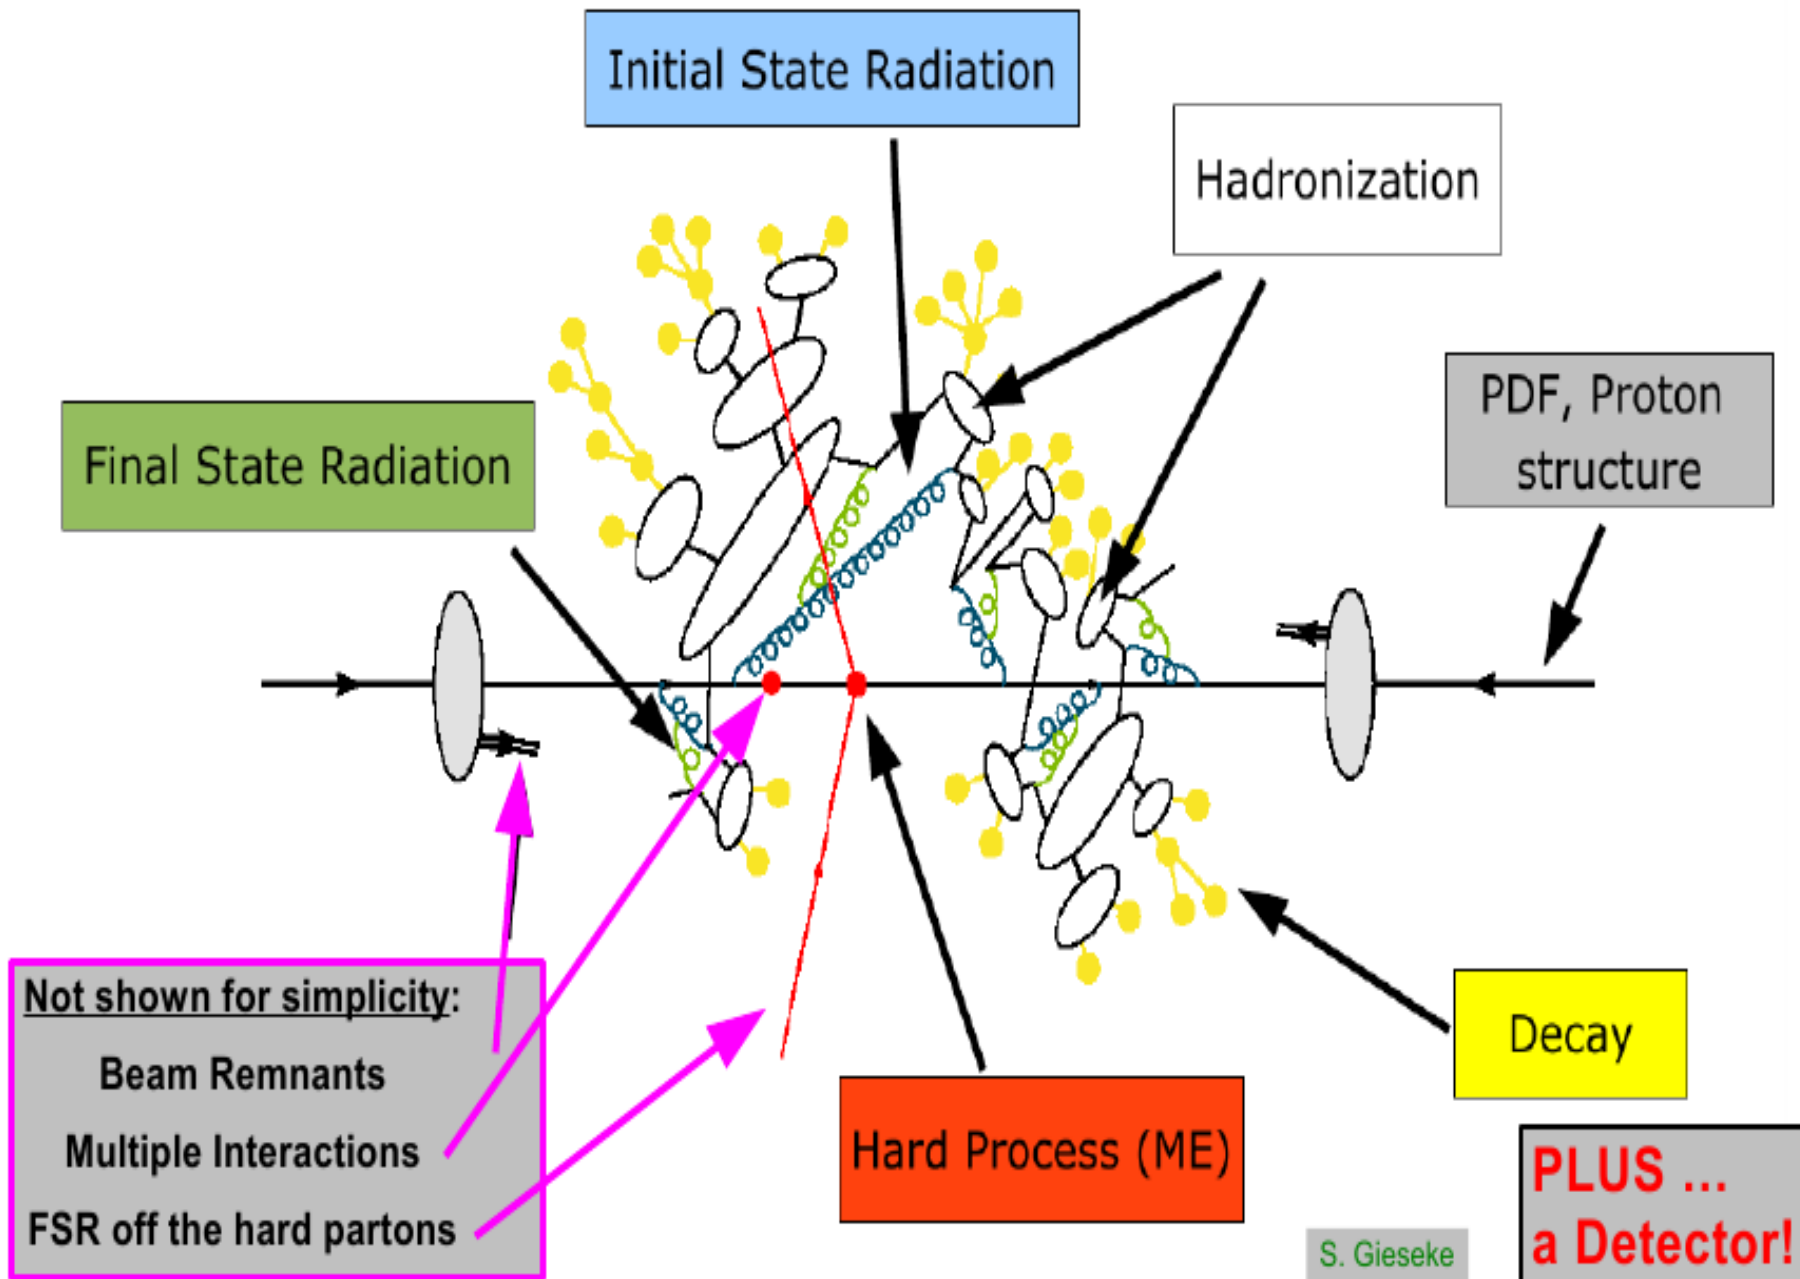 Initial State Radiation
Hadronization
PDF, Proton
structure
Final State Radiation
Not shown for simplicity:
Beam Remnants
Multiple Interactions
FSR off the hard partons
Hard Process (ME)
Decay
PLUS ...
a Detector!
S. Gieseke